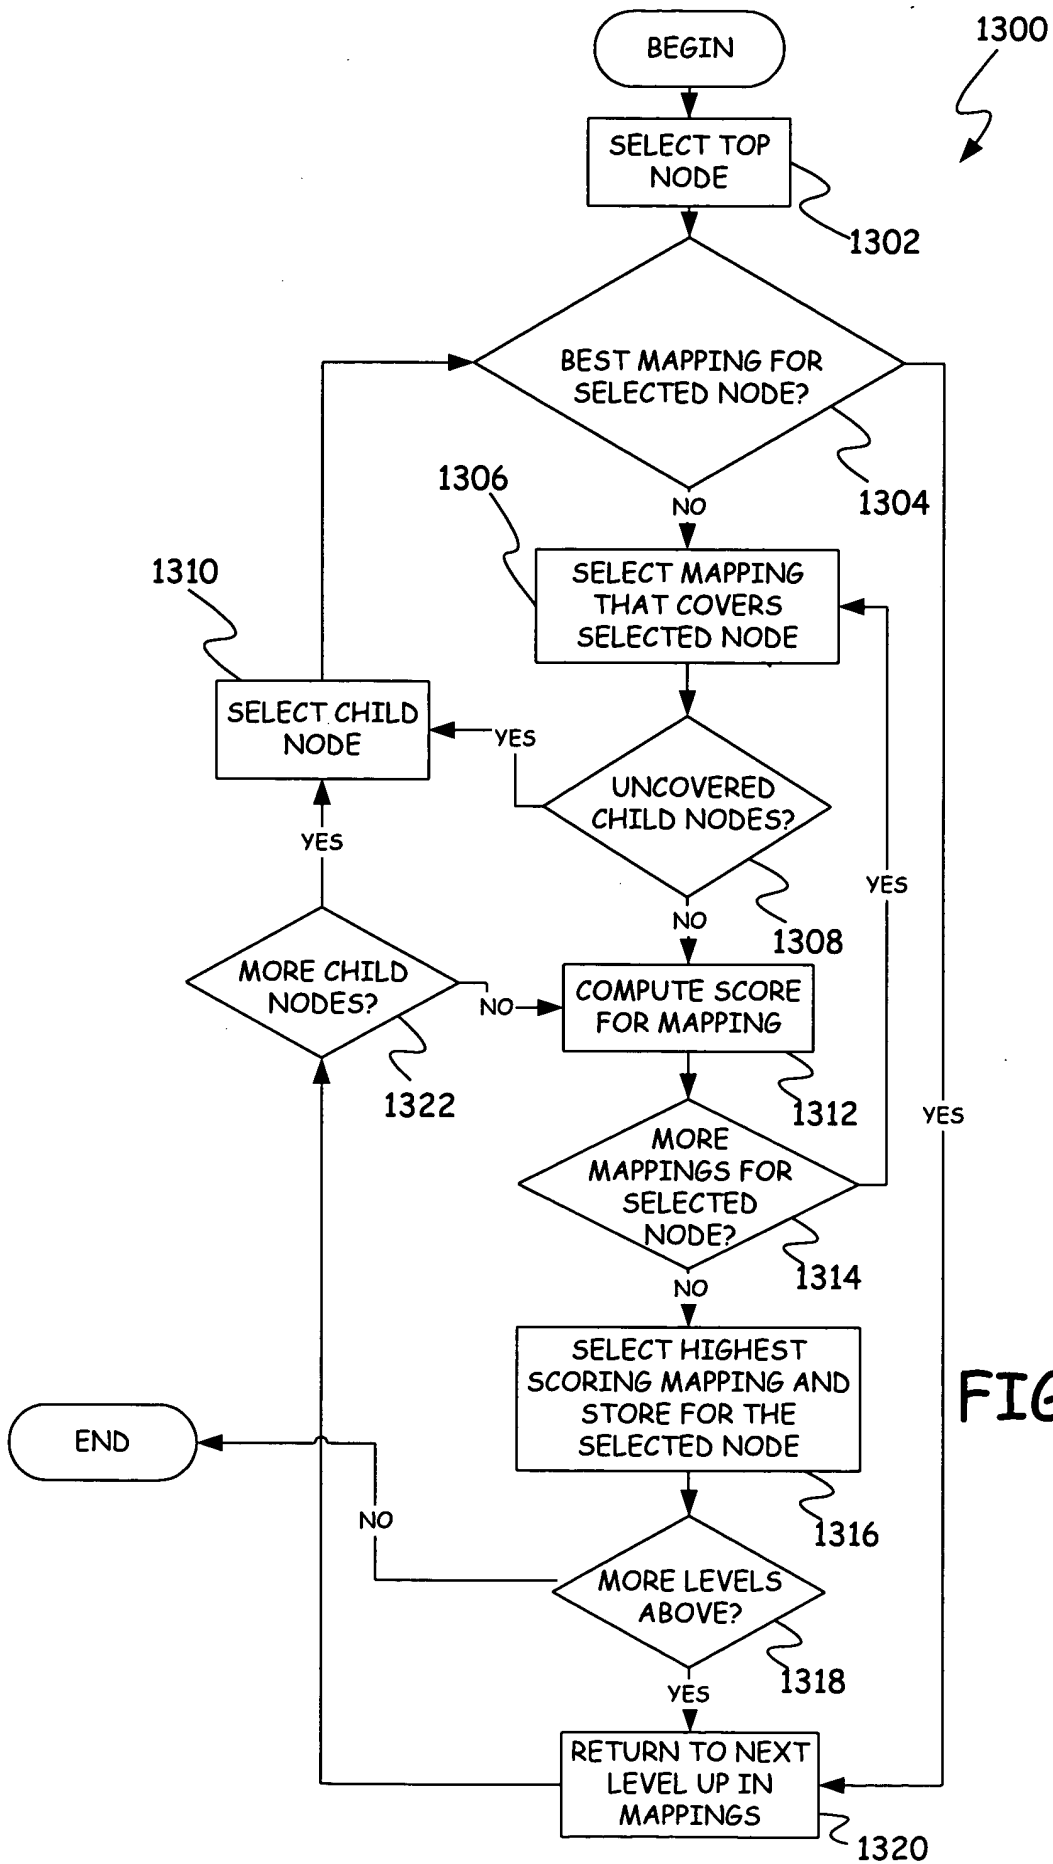 BEGIN
1300
SELECT TOP
NODE
1302
BEST MAPPING FOR
SELECTED NODE?
1304
NO
1306
SELECT MAPPING
THAT COVERS
SELECTED NODE
1310
SELECT CHILD
NODE
YES
UNCOVERED
CHILD NODES?
YES
YES
NO
1308
MORE CHILD
NODES?
NO
COMPUTE SCORE
FOR MAPPING
1322
1312
YES
MORE
MAPPINGS FOR
SELECTED
NODE?
1314
NO
SELECT HIGHEST
SCORING MAPPING AND
STORE FOR THE
SELECTED NODE
FIG
END
NO
1316
MORE LEVELS
ABOVE?
1318
YES
RETURN TO NEXT
LEVEL UP IN
MAPPINGS
1320